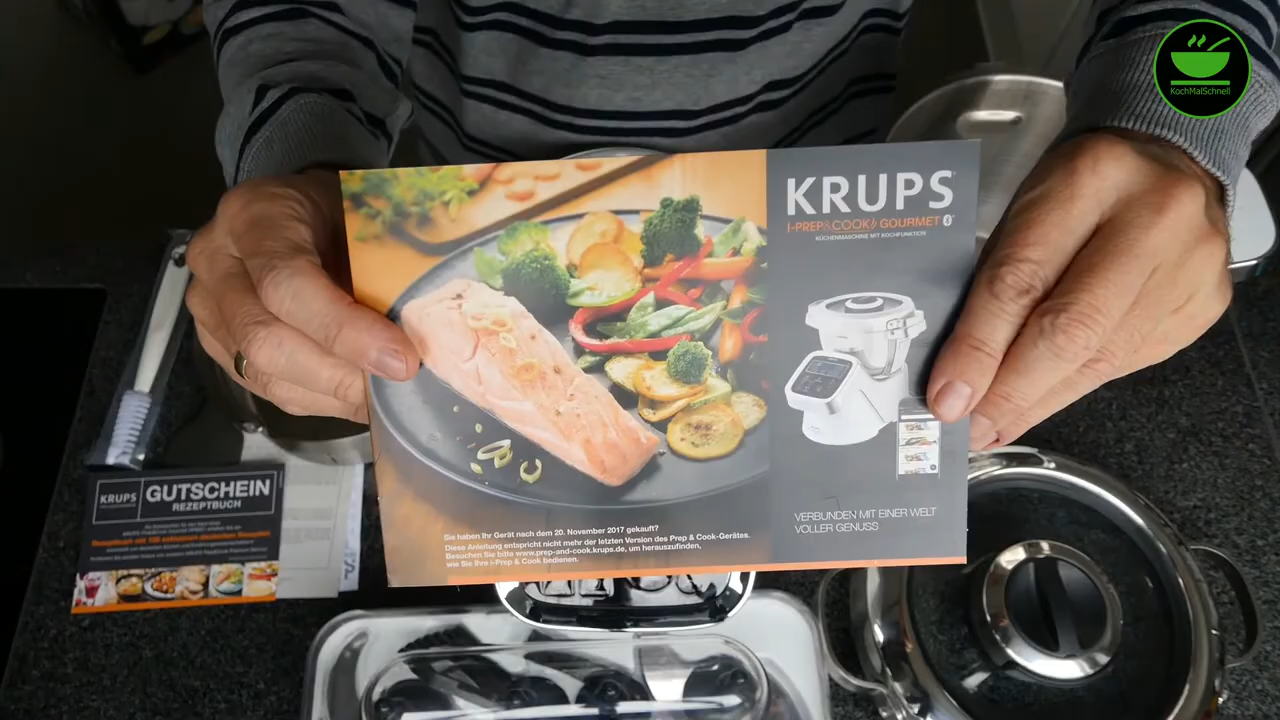 KochMalSchnell
KRUPS
I-PREP&COOK GOURMET
KÜCHENMASCHINE MIT KOCHFUNKTION
VERBUNDEN MIT EINER WELT
VOLLER GENUSS
Sie haben Ihr Gerät nach dem 20. November 2017 gekauft?
Diese Anleitung entspricht nicht mehr der letzten Version des Prep & Cook-Gerätes.
Besuchen Sie bitte www.prep-and-cook.krups.de, um herauszufinden,
wie Sie Ihre i-Prep & Cook bedienen.
KRUPS
GUTSCHEIN
REZEPTBUCH